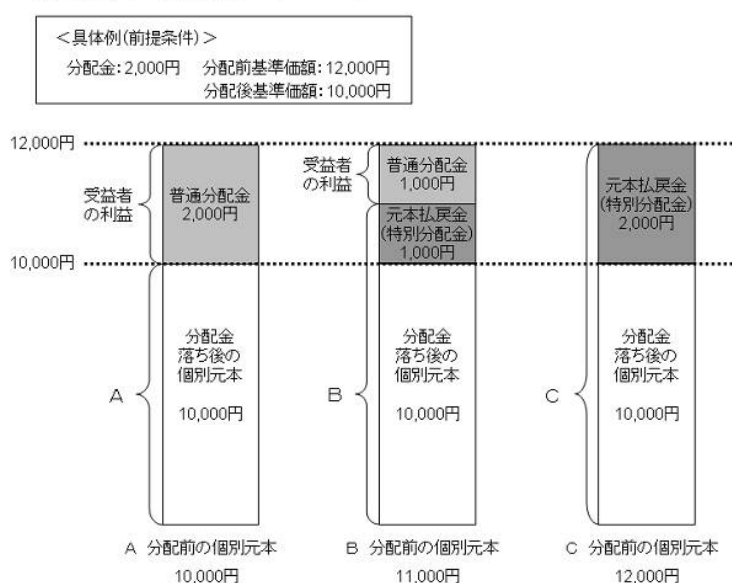 ＜具体例(前提条件)＞
分配金:2,000円　分配前基準価額:12,000円
分配後基準価額:10,000円
12,000円
受益者
の利益
普通分配金
2,000円
受益者
の利益
普通分配金
1,000円
元本払戻金
(特別分配金)
1,000円
元本払戻金
(特別分配金)
2,000円
10,000円
A
分配金
落ち後の
個別元本
10,000円
B
分配金
落ち後の
個別元本
10,000円
C
分配金
落ち後の
個別元本
10,000円
A 分配前の個別元本
10,000円
B 分配前の個別元本
11,000円
C 分配前の個別元本
12,000円